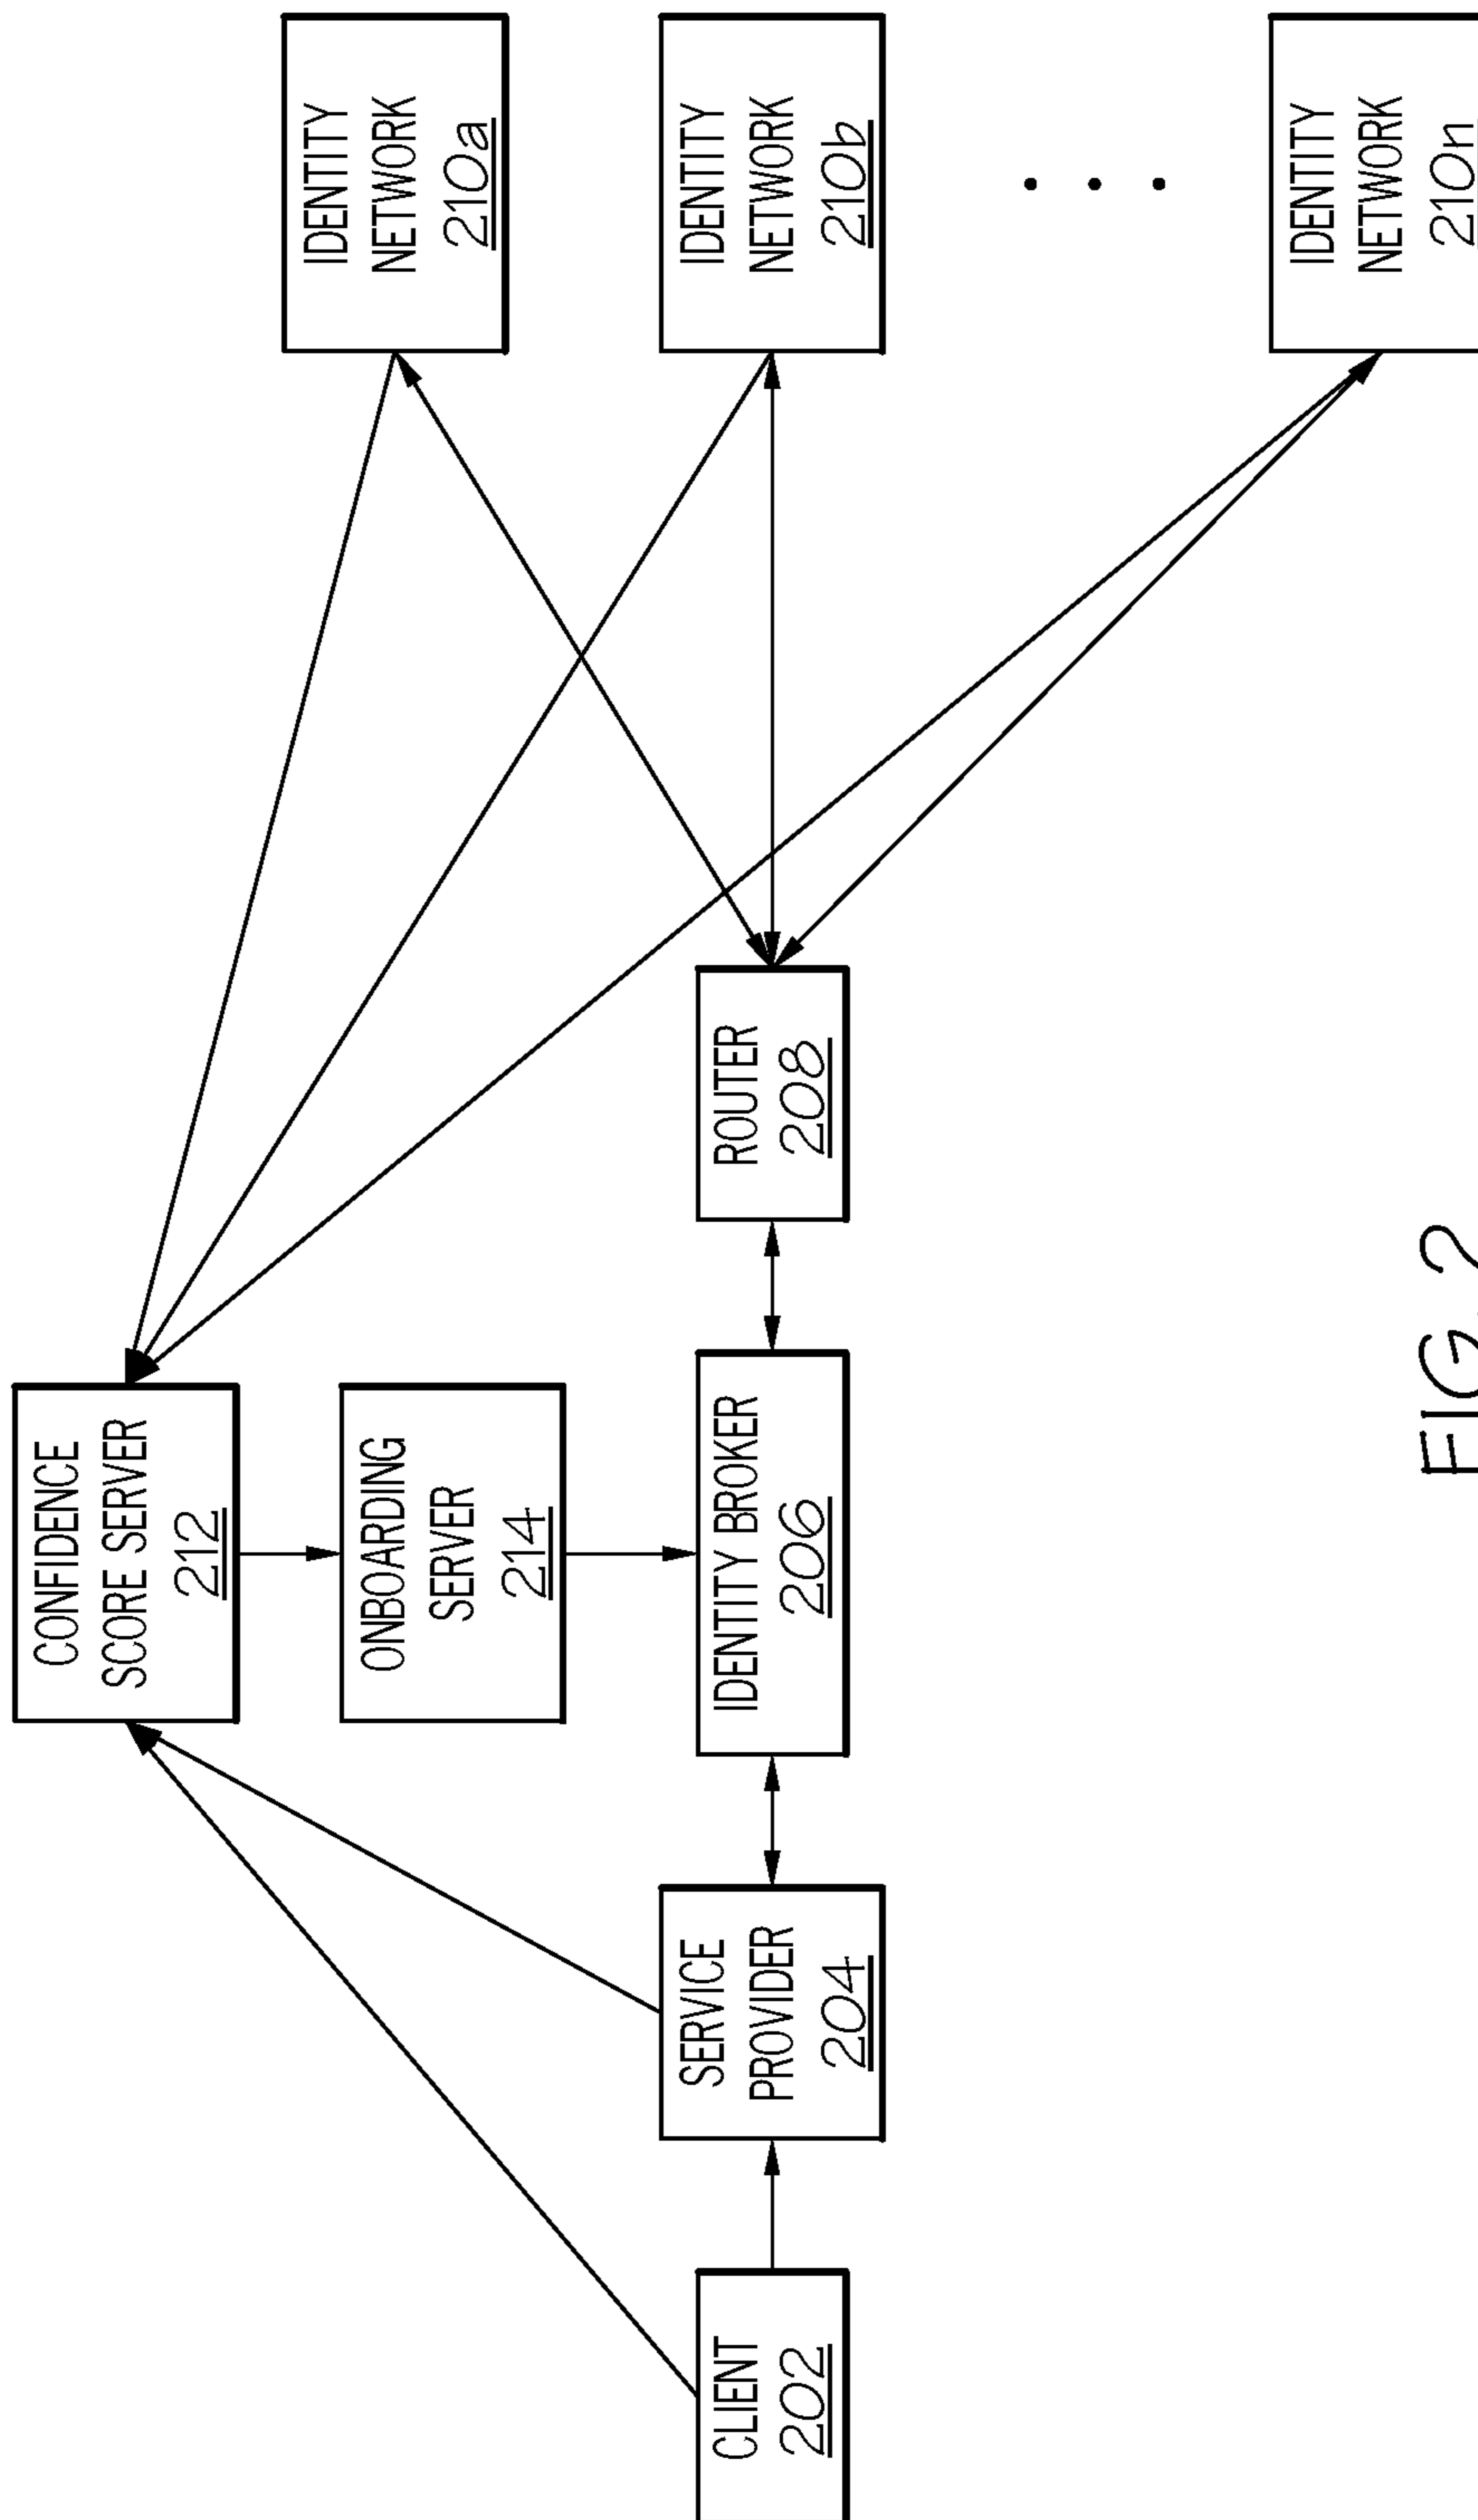 CONFIDENCE
SCORE SERVER
212
IDENTITY
NETWORK
210a
ONBOARDING
SERVER
214
CLIENT
202
SERVICE
PROVIDER
204
IDENTITY BROKER
206
ROUTER
208
IDENTITY
NETWORK
210b
IDENTITY
NETWORK
210n
FIG. 2